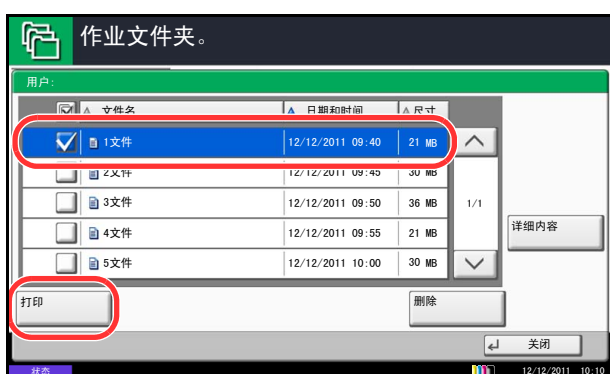 作业文件夹。
用户:
文件名 日期和时间 尺寸
1文件 12/12/2011 09:40 21 MB
2文件 12/12/2011 09:45 30 MB
3文件 12/12/2011 09:50 36 MB 1/1
4文件 12/12/2011 09:55 21 MB
详细内容
5文件 12/12/2011 10:00 30 MB
打印 删除
关闭
状态 12/12/2011 10:10